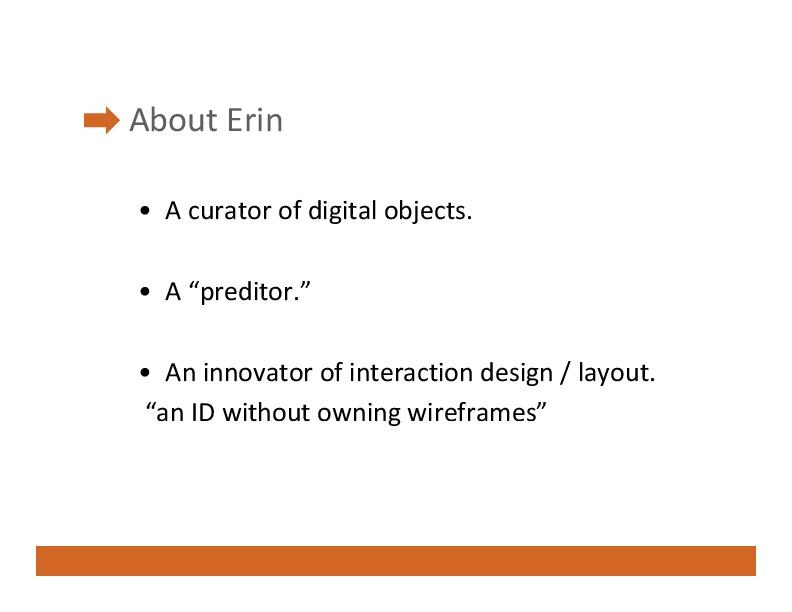 About Erin
• A curator of digital objects.
• A “preditor.”
• An innovator of interaction design / layout.
“an ID without owning wireframes”